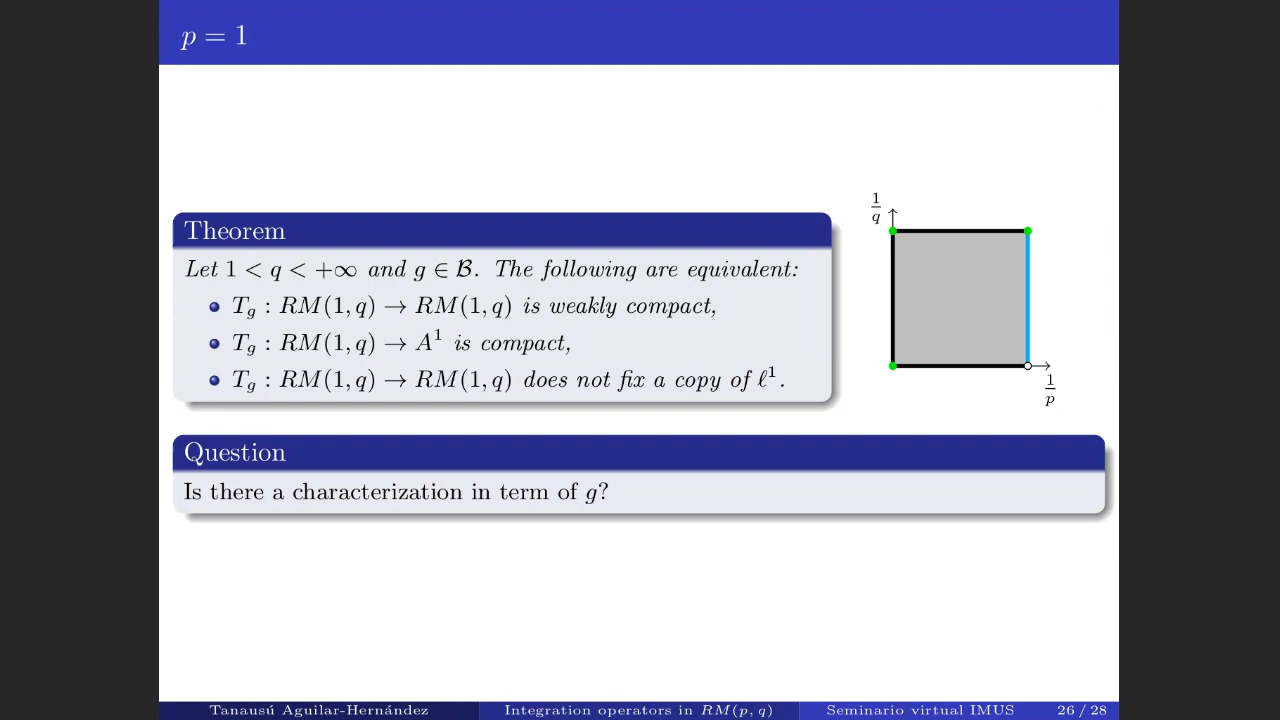 p = 1
Theorem
Let 1 < q < +∞ and g ∈ ℬ. The following are equivalent:
T_g : RM(1, q) → RM(1, q) is weakly compact,
T_g : RM(1, q) → A^1 is compact,
T_g : RM(1, q) → RM(1, q) does not fix a copy of ℓ^1.
1/q
1/p
Question
Is there a characterization in term of g?
Tanausú Aguilar-Hernández Integration operators in RM(p, q) Seminario virtual IMUS 26 / 28